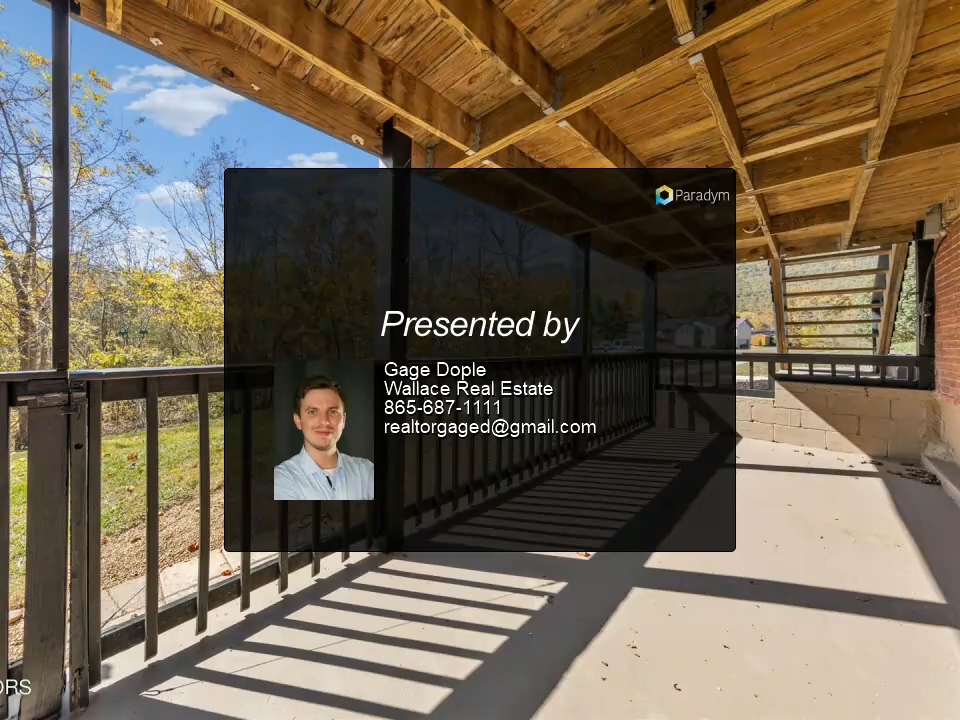 Paradym
Presented by
Gage Dople
Wallace Real Estate
865-687-1111
realtorgaged@gmail.com